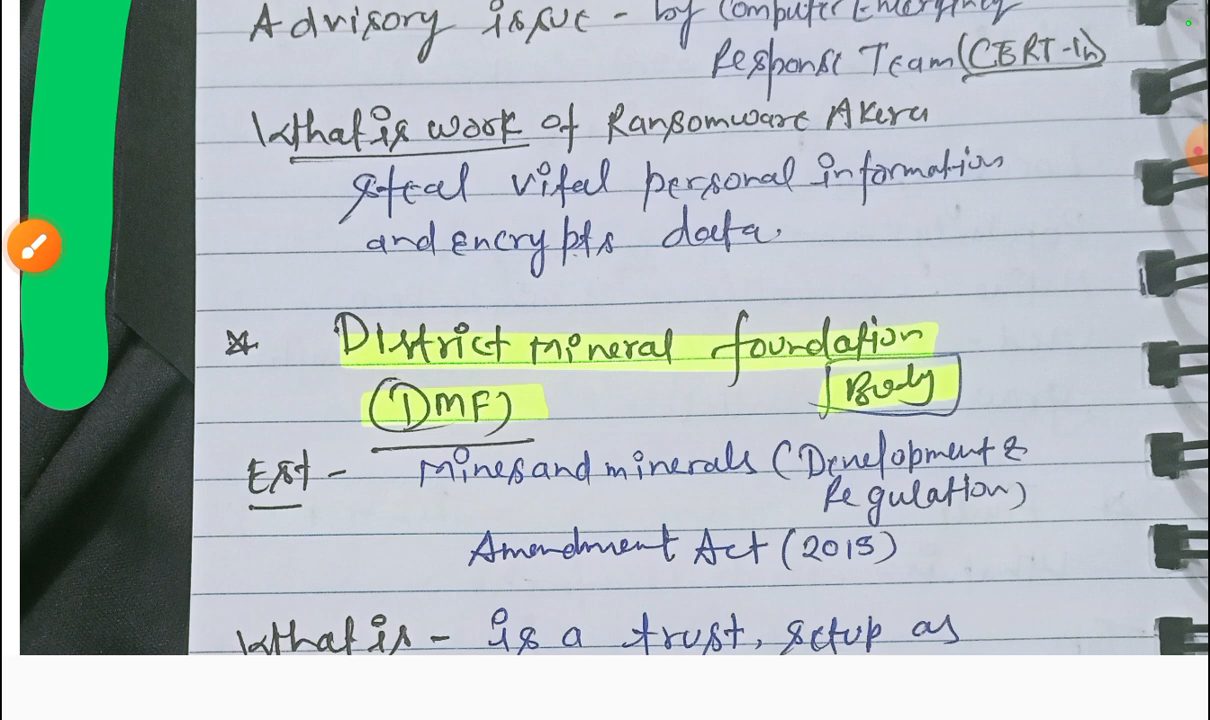 Advisory issue - by Computer Emergency
Response Team (CERT-In)
What is work of Ransomware Akera
steal vital personal information
and encrypts data.
* District mineral foundation
(DMF) Body
Est - Mines and minerals (Development &
Regulation)
Amendment Act (2015)
What is - is a trust, setup as